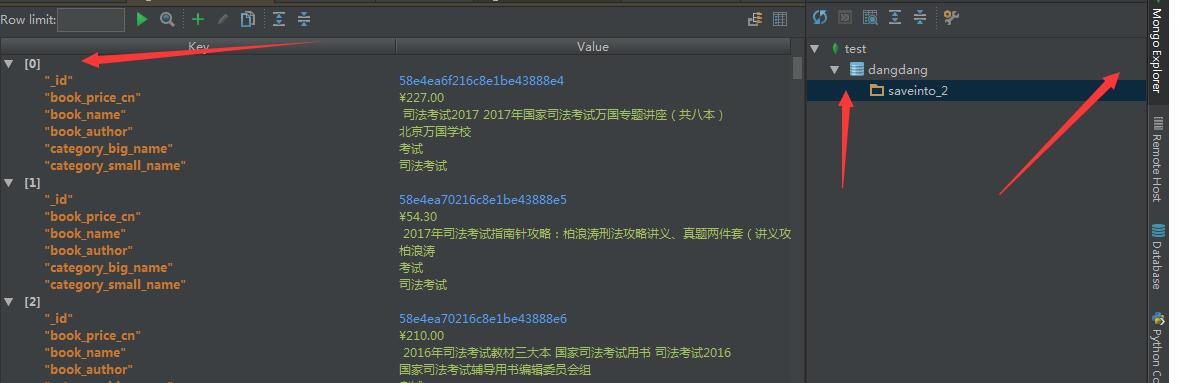 Row limit:
Key Value
[0]
"_id" 58e4ea6f216c8e1be43888e4
"book_price_cn" ¥227.00
"book_name" 司法考试2017 2017年国家司法考试万国专题讲座（共八本）
"book_author" 北京万国学校
"category_big_name" 考试
"category_small_name" 司法考试
[1]
"_id" 58e4ea70216c8e1be43888e5
"book_price_cn" ¥54.30
"book_name" 2017年司法考试指南针攻略：柏浪涛刑法攻略讲义、真题两件套（讲义攻
"book_author" 柏浪涛
"category_big_name" 考试
"category_small_name" 司法考试
[2]
"_id" 58e4ea70216c8e1be43888e6
"book_price_cn" ¥210.00
"book_name" 2016年司法考试教材三大本 国家司法考试用书 司法考试2016
"book_author" 国家司法考试辅导用书编辑委员会组
test
dangdang
saveinto_2
Mongo Explorer
Remote Host
Database
Python Co